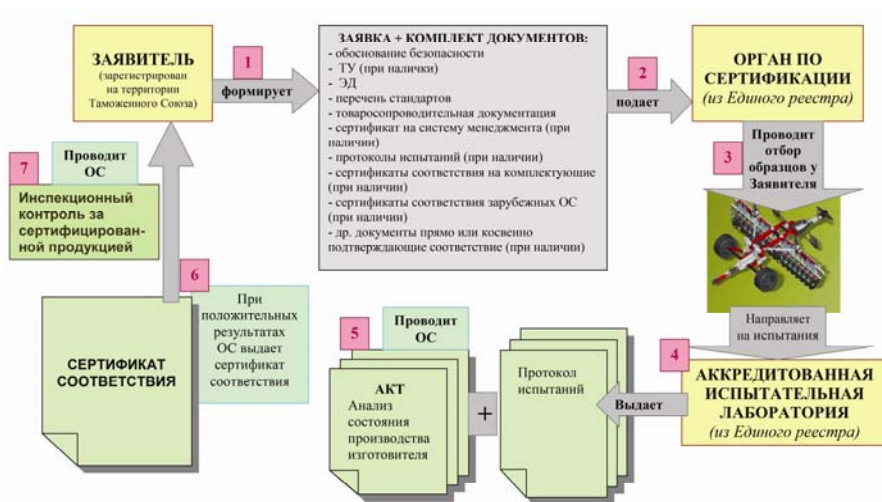 ЗАЯВИТЕЛЬ
(зарегистрирован
на территории
Таможенного Союза)
1
формирует
ЗАЯВКА + КОМПЛЕКТ ДОКУМЕНТОВ:
- обоснование безопасности
- ТУ (при налички)
- ЭД
- перечень стандартов
- товаросопроводительная документация
- сертификат на систему менеджмента (при
наличии)
- протоколы испытаний (при наличии)
- сертификаты соответствия на комплектующие
(при наличии)
- сертификаты соответствия зарубежных ОС
(при наличии)
- др. документы прямо или косвенно
подтверждающие соответствие (при наличии)
2
подает
ОРГАН ПО
СЕРТИФИКАЦИИ
(из Единого реестра)
3
Проводит
отбор
образцов у
Заявителя
Направляет
на испытания
4
АККРЕДИТОВАННАЯ
ИСПЫТАТЕЛЬНАЯ
ЛАБОРАТОРИЯ
(из Единого реестра)
Выдает
Протокол
испытаний
+
5
Проводит
ОС
АКТ
Анализ
состояния
производства
изготовителя
6
При
положительных
результатах
ОС выдает
сертификат
соответствия
СЕРТИФИКАТ
СООТВЕТСТВИЯ
7
Проводит
ОС
Инспекционный
контроль за
сертифицирован-
ной продукцией